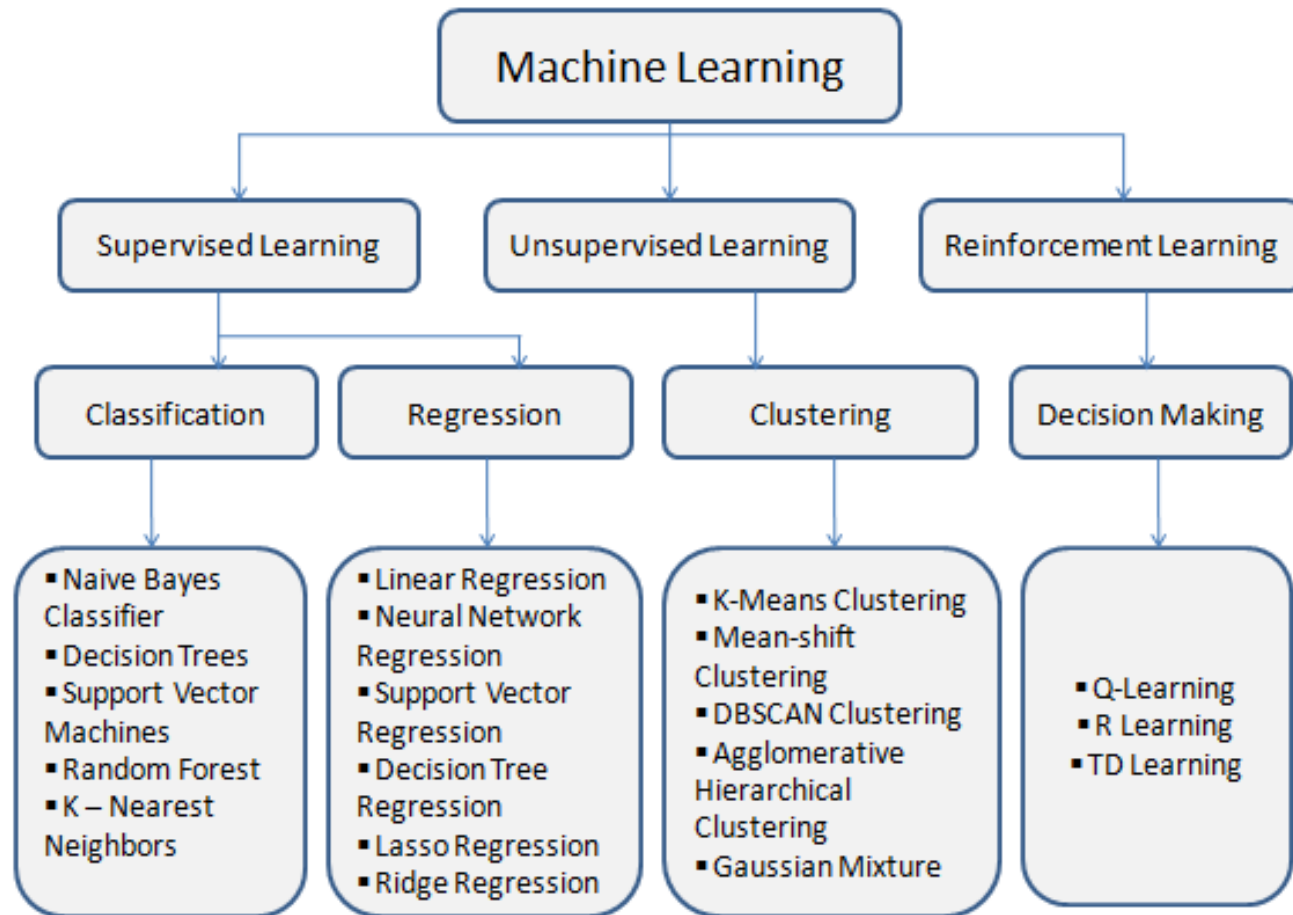 Machine Learning
Supervised Learning
Unsupervised Learning
Reinforcement Learning
Classification
Regression
Clustering
Decision Making
▪ Naive Bayes
Classifier
▪ Decision Trees
▪ Support Vector
Machines
▪ Random Forest
▪ K – Nearest
Neighbors
▪ Linear Regression
▪ Neural Network
Regression
▪ Support Vector
Regression
▪ Decision Tree
Regression
▪ Lasso Regression
▪ Ridge Regression
▪ K-Means Clustering
▪ Mean-shift
Clustering
▪ DBSCAN Clustering
▪ Agglomerative
Hierarchical
Clustering
▪ Gaussian Mixture
▪ Q-Learning
▪ R Learning
▪ TD Learning